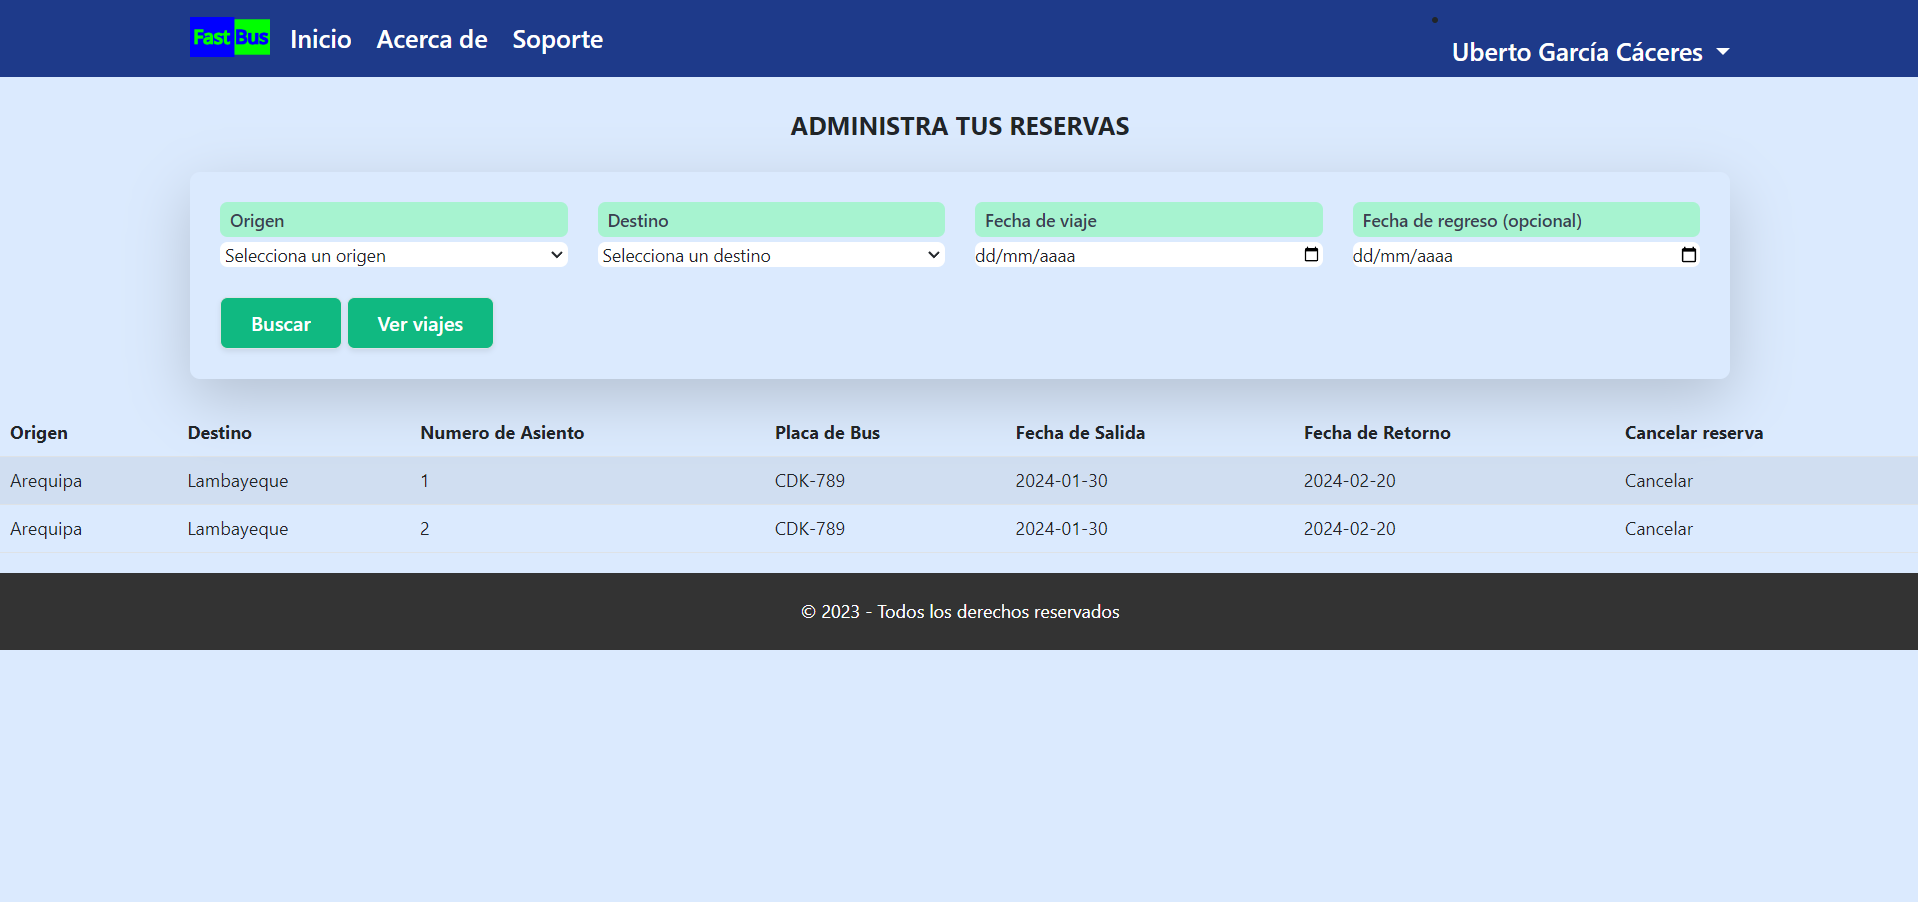 Fast Bus Inicio Acerca de Soporte Uberto García Cáceres
ADMINISTRA TUS RESERVAS
Origen Destino Fecha de viaje Fecha de regreso (opcional)
Selecciona un origen Selecciona un destino dd/mm/aaaa dd/mm/aaaa
Buscar Ver viajes
Origen Destino Numero de Asiento Placa de Bus Fecha de Salida Fecha de Retorno Cancelar reserva
Arequipa Lambayeque 1 CDK-789 2024-01-30 2024-02-20 Cancelar
Arequipa Lambayeque 2 CDK-789 2024-01-30 2024-02-20 Cancelar
© 2023 - Todos los derechos reservados